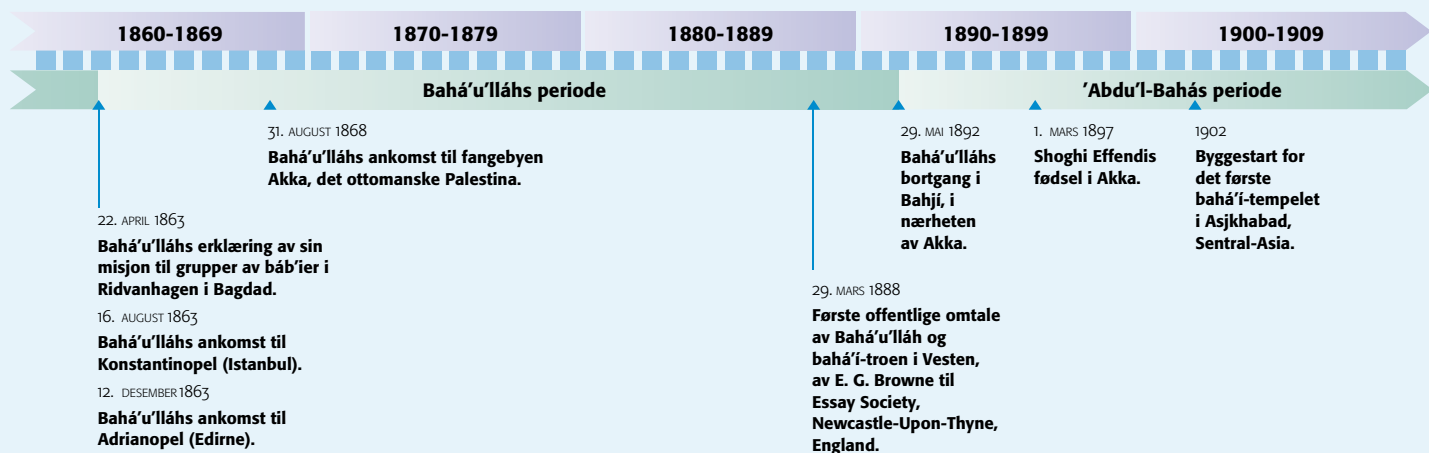 1860-1869
1870-1879
1880-1889
1890-1899
1900-1909
Bahá'u'lláhs periode
'Abdu'l-Bahás periode
22. APRIL 1863
Bahá'u'lláhs erklæring av sin
misjon til grupper av báb'ier i
Ridvanhagen i Bagdad.
16. AUGUST 1863
Bahá'u'lláhs ankomst til
Konstantinopel (Istanbul).
12. DESEMBER 1863
Bahá'u'lláhs ankomst til
Adrianopel (Edirne).
31. AUGUST 1868
Bahá'u'lláhs ankomst til fangebyen
Akka, det ottomanske Palestina.
29. MARS 1888
Første offentlige omtale
av Bahá'u'lláh og
bahá'í-troen i Vesten,
av E. G. Browne til
Essay Society,
Newcastle-Upon-Thyne,
England.
29. MAI 1892
Bahá'u'lláhs
bortgang i
Bahjí, i
nærheten
av Akka.
1. MARS 1897
Shoghi Effendis
fødsel i Akka.
1902
Byggestart for
det første
bahá'í-tempelet
i Asjkhabad,
Sentral-Asia.